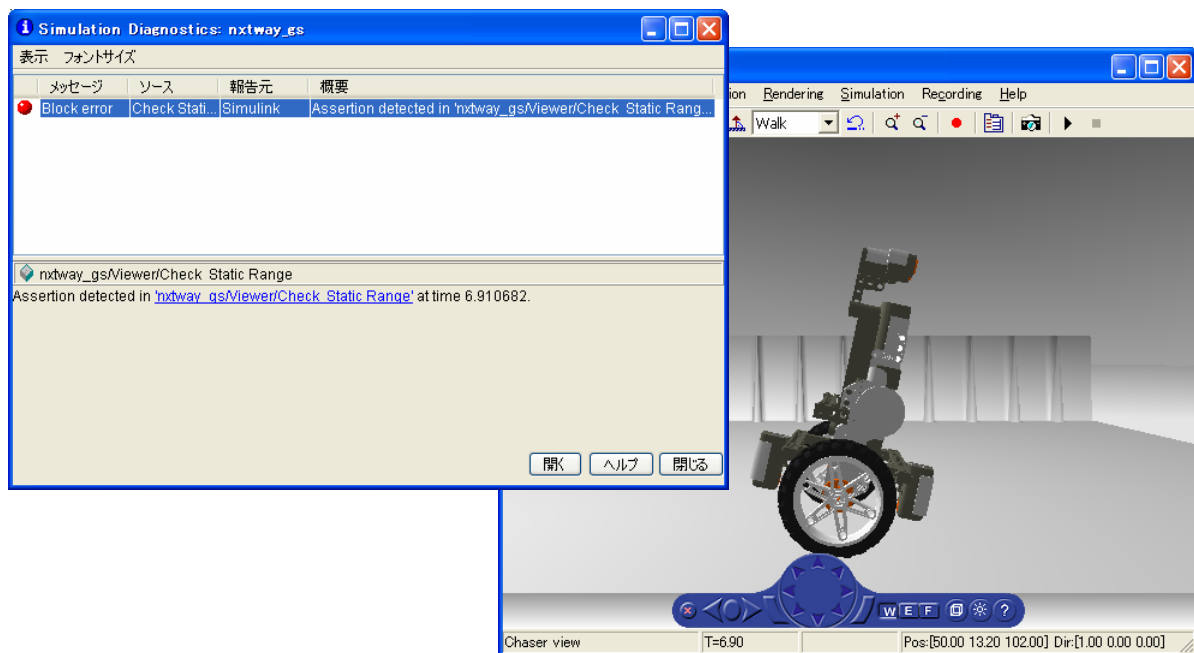 Simulation Diagnostics: nxtway_gs
表示 フォントサイズ
メッセージ ソース 報告元 概要
Block error Check Stati... Simulink Assertion detected in 'nxtway_gs/Viewer/Check Static Rang...
nxtway_gs/Viewer/Check Static Range
Assertion detected in 'nxtway_gs/Viewer/Check Static Range' at time 6.910682.
開く ヘルプ 閉じる
ion Rendering Simulation Recording Help
Walk
W E F ?
Chaser view T=6.90 Pos:[50.00 13.20 102.00] Dir:[1.00 0.00 0.00]